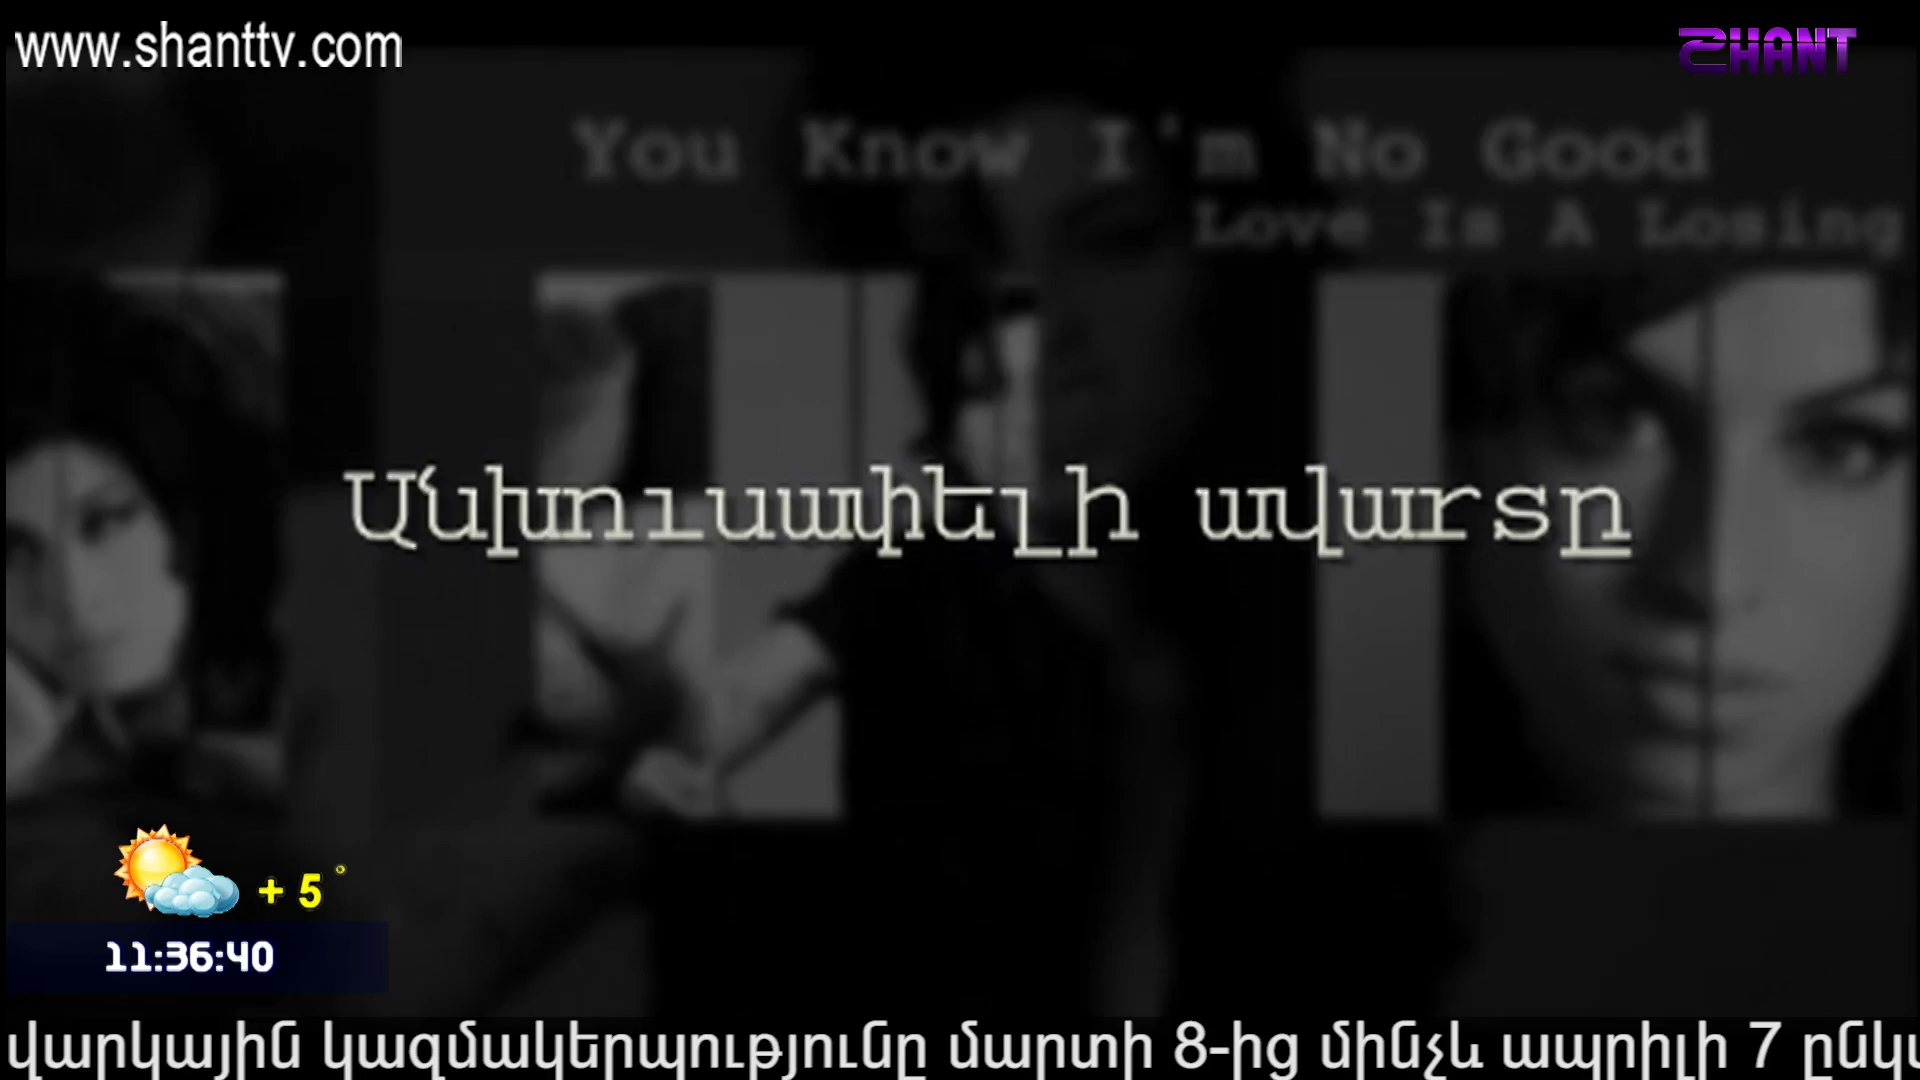 www.shanttv.com
SHANT
You Know I'm No Good
Love Is A Losing
Անխուսափելի ավարտը
+ 5°
11:36:40
վարկային կազմակերպությունը մարտի 8-ից մինչև ապրիլի 7 ընկ